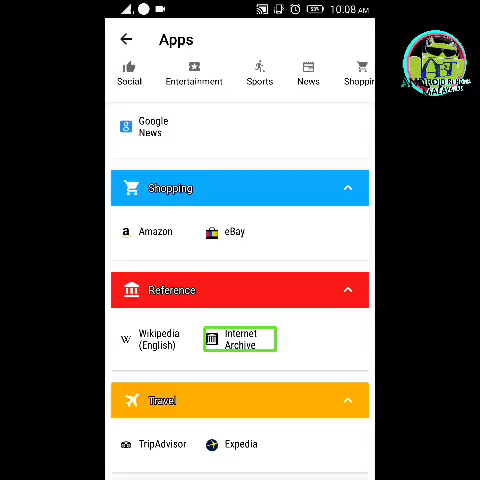 53%
10.08 AM
Apps
Social
Entertainment
Sports
News
Shoppin
Google
News
Shopping
a Amazon
eBay
Reference
W Wikipedia
(English)
Internet
Archive
Travel
TripAdvisor
Expedia